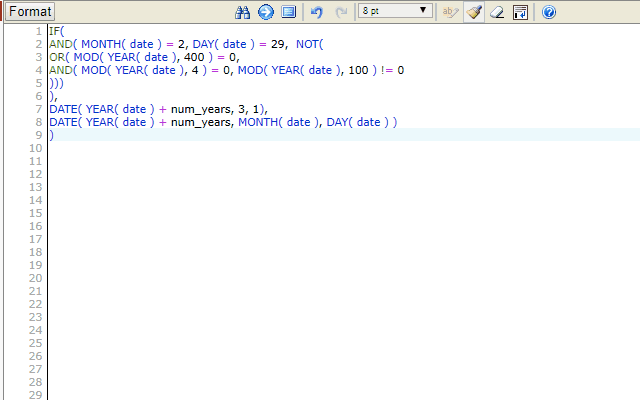 Format
8 pt
1 IF(
2 AND( MONTH( date ) = 2, DAY( date ) = 29,  NOT(
3 OR( MOD( YEAR( date ), 400 ) = 0,
4 AND( MOD( YEAR( date ), 4 ) = 0, MOD( YEAR( date ), 100 ) != 0
5 )))
6 ),
7 DATE( YEAR( date ) + num_years, 3, 1),
8 DATE( YEAR( date ) + num_years, MONTH( date ), DAY( date ) )
9 )
10
11
12
13
14
15
16
17
18
19
20
21
22
23
24
25
26
27
28
29